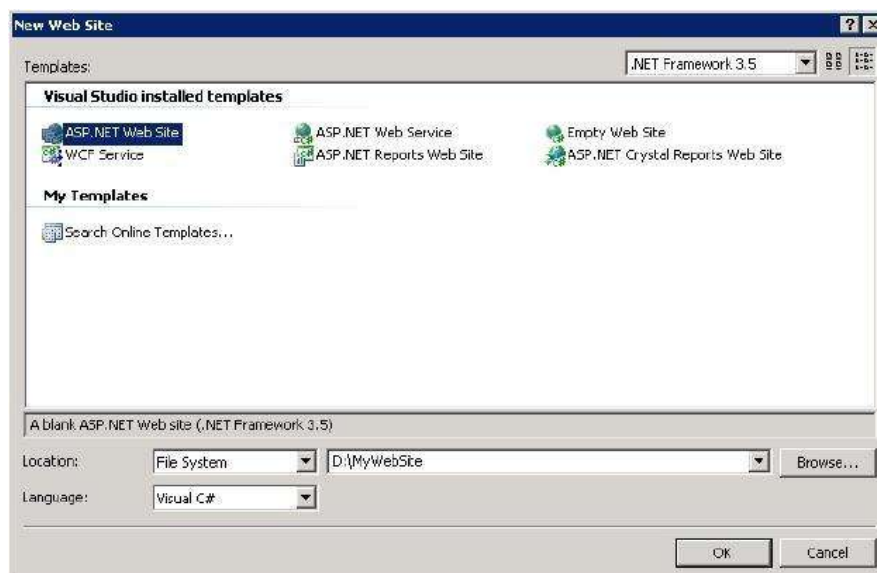 New Web Site
Templates:
.NET Framework 3.5
Visual Studio installed templates
ASP.NET Web Site
ASP.NET Web Service
Empty Web Site
WCF Service
ASP.NET Reports Web Site
ASP.NET Crystal Reports Web Site
My Templates
Search Online Templates...
A blank ASP.NET Web site (.NET Framework 3.5)
Location:
File System
D:\MyWebSite
Browse...
Language:
Visual C#
OK
Cancel